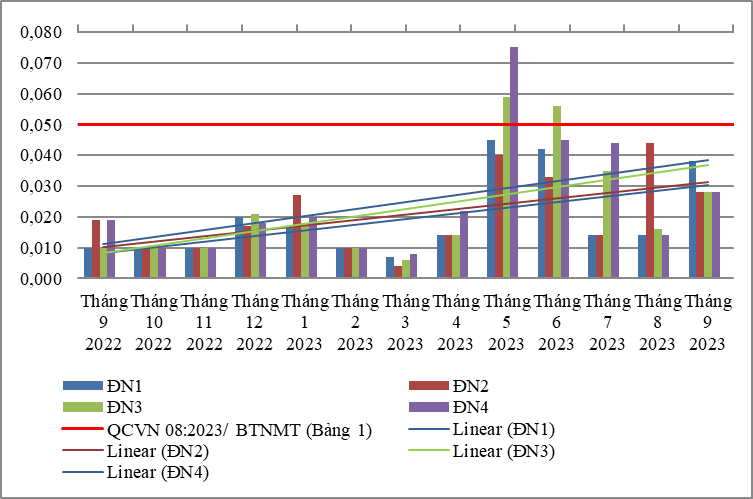 0,080
0,070
0,060
0,050
0,040
0,030
0,020
0,010
0,000
Tháng Tháng Tháng Tháng Tháng Tháng Tháng Tháng Tháng Tháng Tháng Tháng Tháng
9 10 11 12 1 2 3 4 5 6 7 8 9
2022 2022 2022 2022 2023 2023 2023 2023 2023 2023 2023 2023 2023
ĐN1 ĐN2
ĐN3 ĐN4
QCVN 08:2023/ BTNMT (Bảng 1) Linear (ĐN1)
Linear (ĐN2) Linear (ĐN3)
Linear (ĐN4)